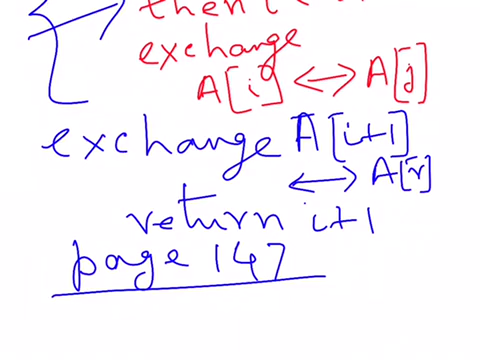 then i
exchange
A[i] ↔ A[j]
exchange A[i+1]
↔ A[r]
return i+1
page 147